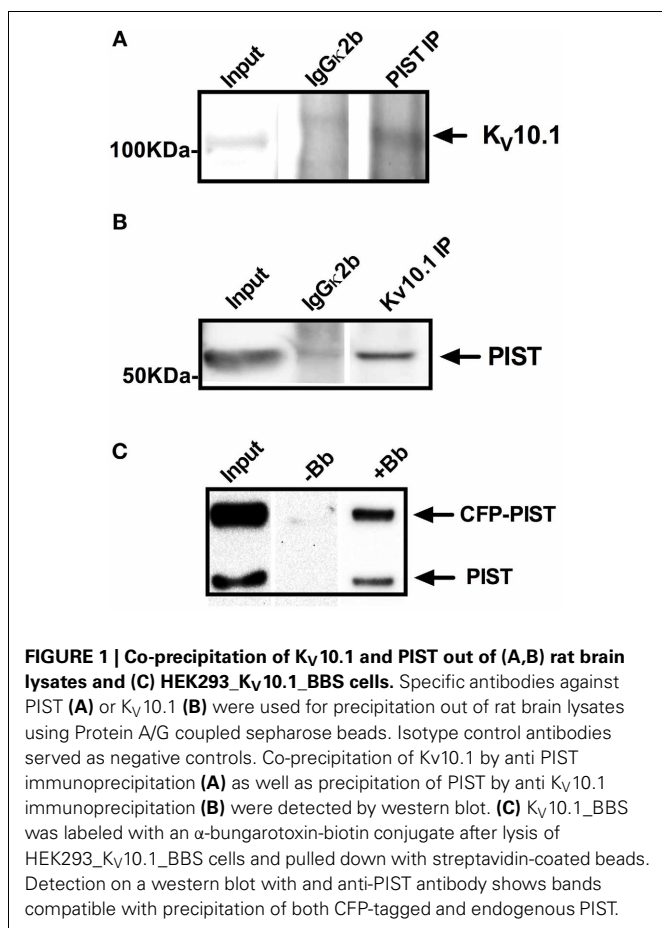 A
Input
IgGκ2b
PIST IP
100KDa-
KV10.1
B
Input
IgGκ2b
Kv10.1 IP
50KDa-
PIST
C
Input
-Bb
+Bb
CFP-PIST
PIST
FIGURE 1 | Co-precipitation of KV10.1 and PIST out of (A,B) rat brain
lysates and (C) HEK293_KV10.1_BBS cells. Specific antibodies against
PIST (A) or KV10.1 (B) were used for precipitation out of rat brain lysates
using Protein A/G coupled sepharose beads. Isotype control antibodies
served as negative controls. Co-precipitation of Kv10.1 by anti PIST
immunoprecipitation (A) as well as precipitation of PIST by anti KV10.1
immunoprecipitation (B) were detected by western blot. (C) KV10.1_BBS
was labeled with an α-bungarotoxin-biotin conjugate after lysis of
HEK293_KV10.1_BBS cells and pulled down with streptavidin-coated beads.
Detection on a western blot with and anti-PIST antibody shows bands
compatible with precipitation of both CFP-tagged and endogenous PIST.